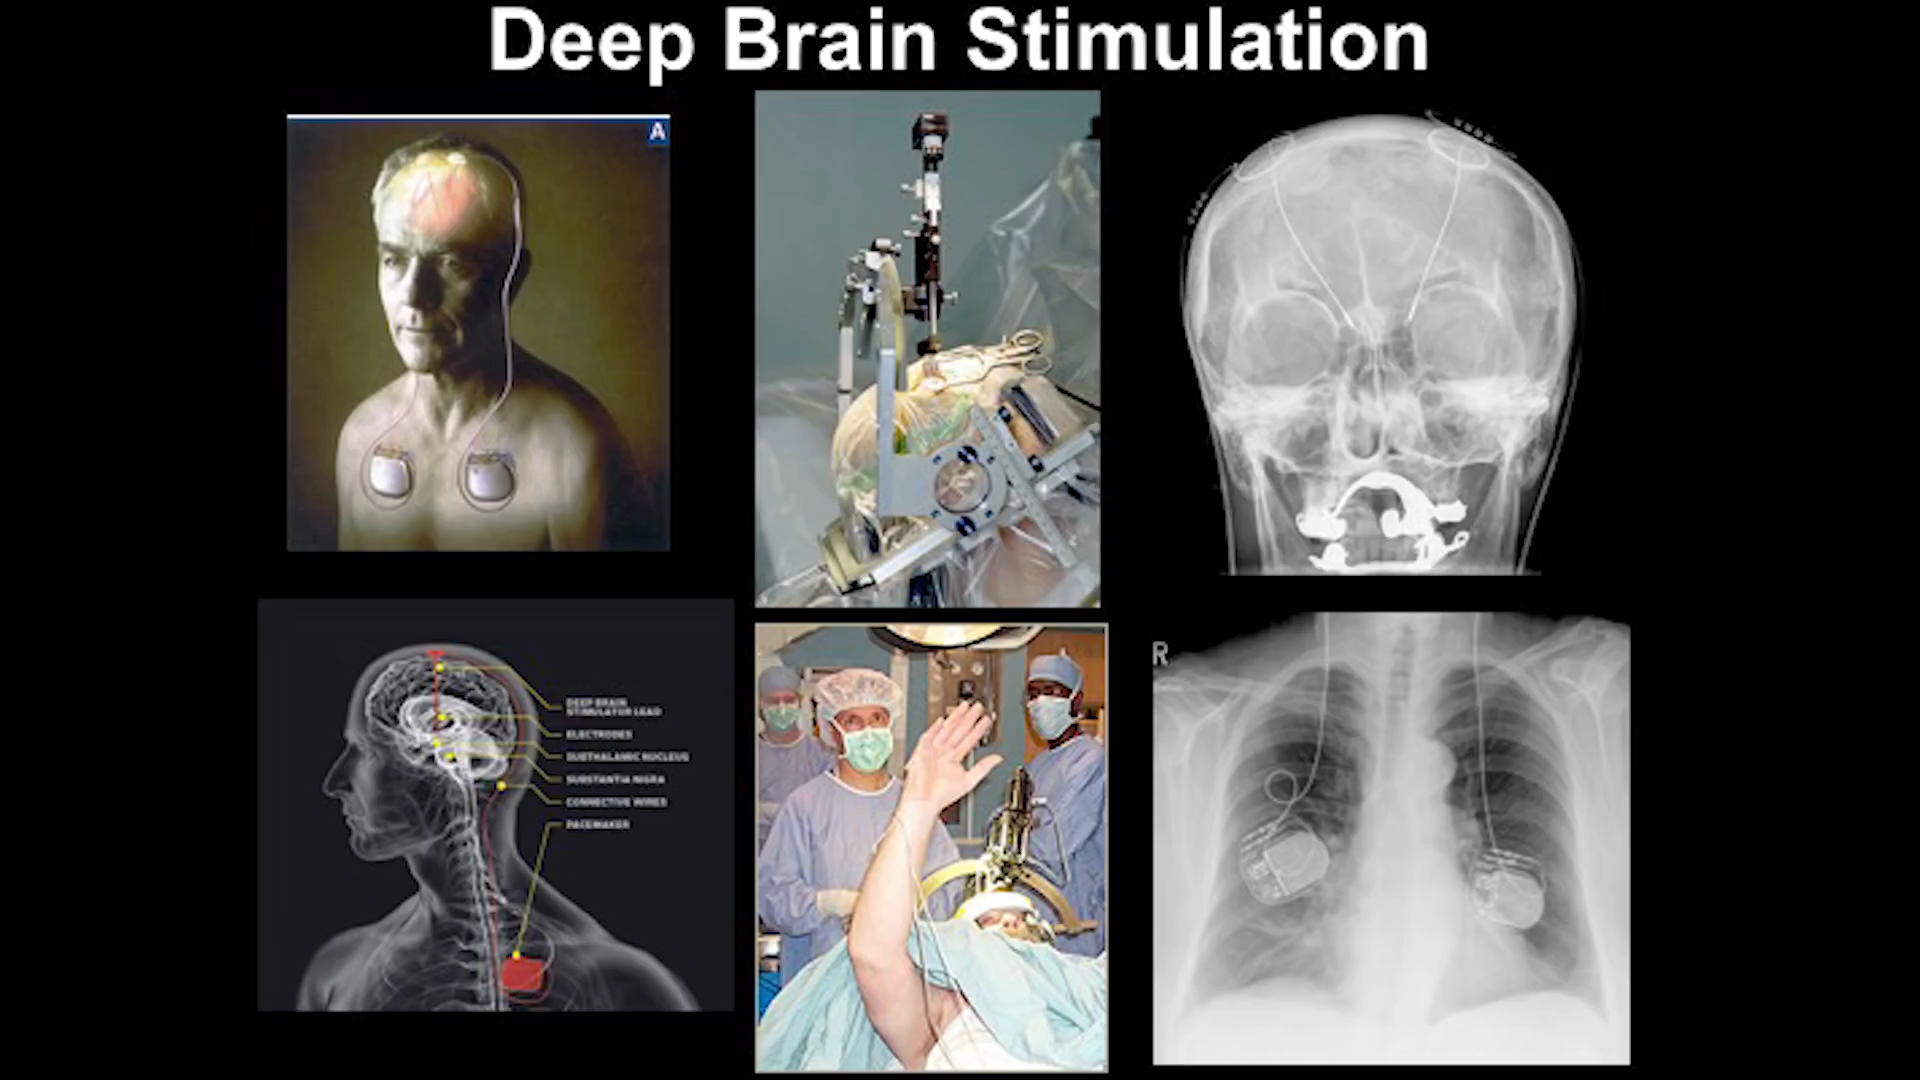 Deep Brain Stimulation
A
DEEP BRAIN
STIMULATOR LEAD
ELECTRODES
SUBTHALAMIC NUCLEUS
SUBSTANTIA NIGRA
CONNECTIVE WIRES
PACEMAKER
R